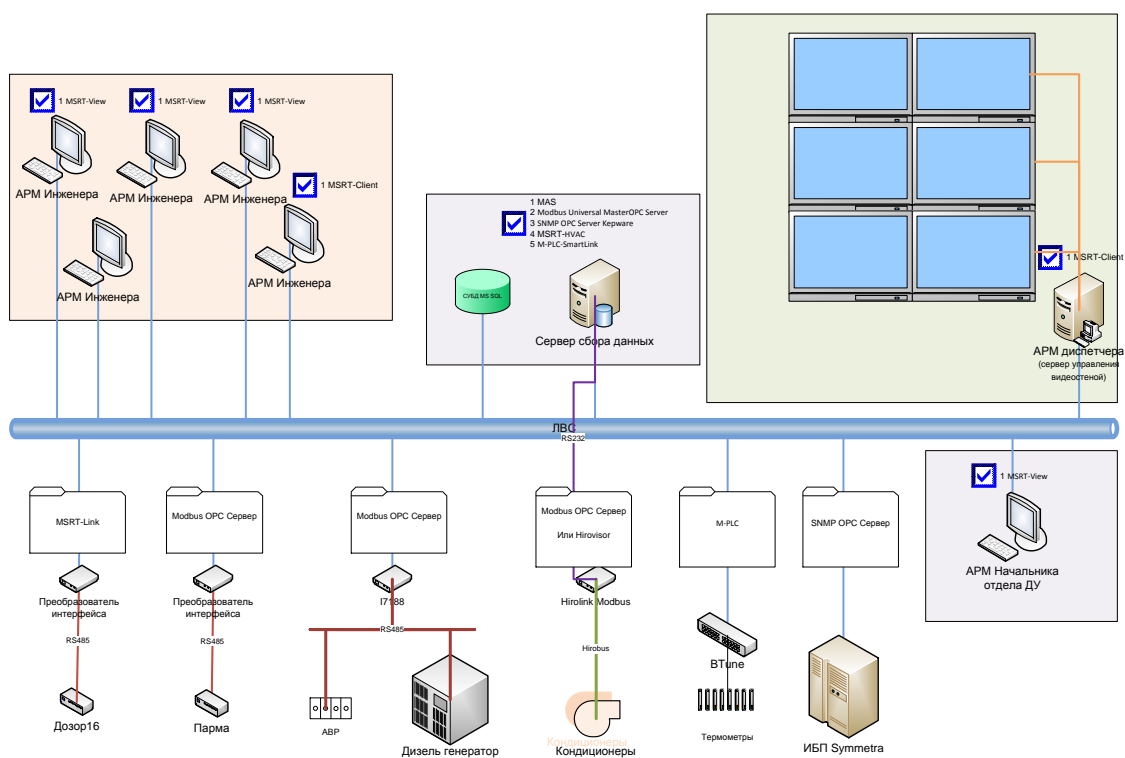 1 MSRT-View
1 MSRT-View
1 MSRT-View
АРМ Инженера
АРМ Инженера
АРМ Инженера
1 MSRT-Client
АРМ Инженера
АРМ Инженера
1 MAS
2 Modbus Universal MasterOPC Server
3 SNMP OPC Server Kepware
4 MSRT-HVAC
5 M-PLC-SmartLink
СУБД MS SQL
Сервер сбора данных
1 MSRT-Client
АРМ диспетчера
(сервер управления
видеостеной)
ЛВС
RS232
MSRT-Link
Modbus OPC Сервер
Modbus OPC Сервер
Modbus OPC Сервер
Или Hirovisor
M-PLC
SNMP OPC Сервер
1 MSRT-View
АРМ Начальника
отдела ДУ
Преобразователь
интерфейса
Преобразователь
интерфейса
I7188
Hirolink Modbus
RS485
RS485
RS485
Hirobus
BTune
Дозор16
Парма
АВР
Дизель генератор
Кондиционеры
Кондиционеры
Термометры
ИБП Symmetra